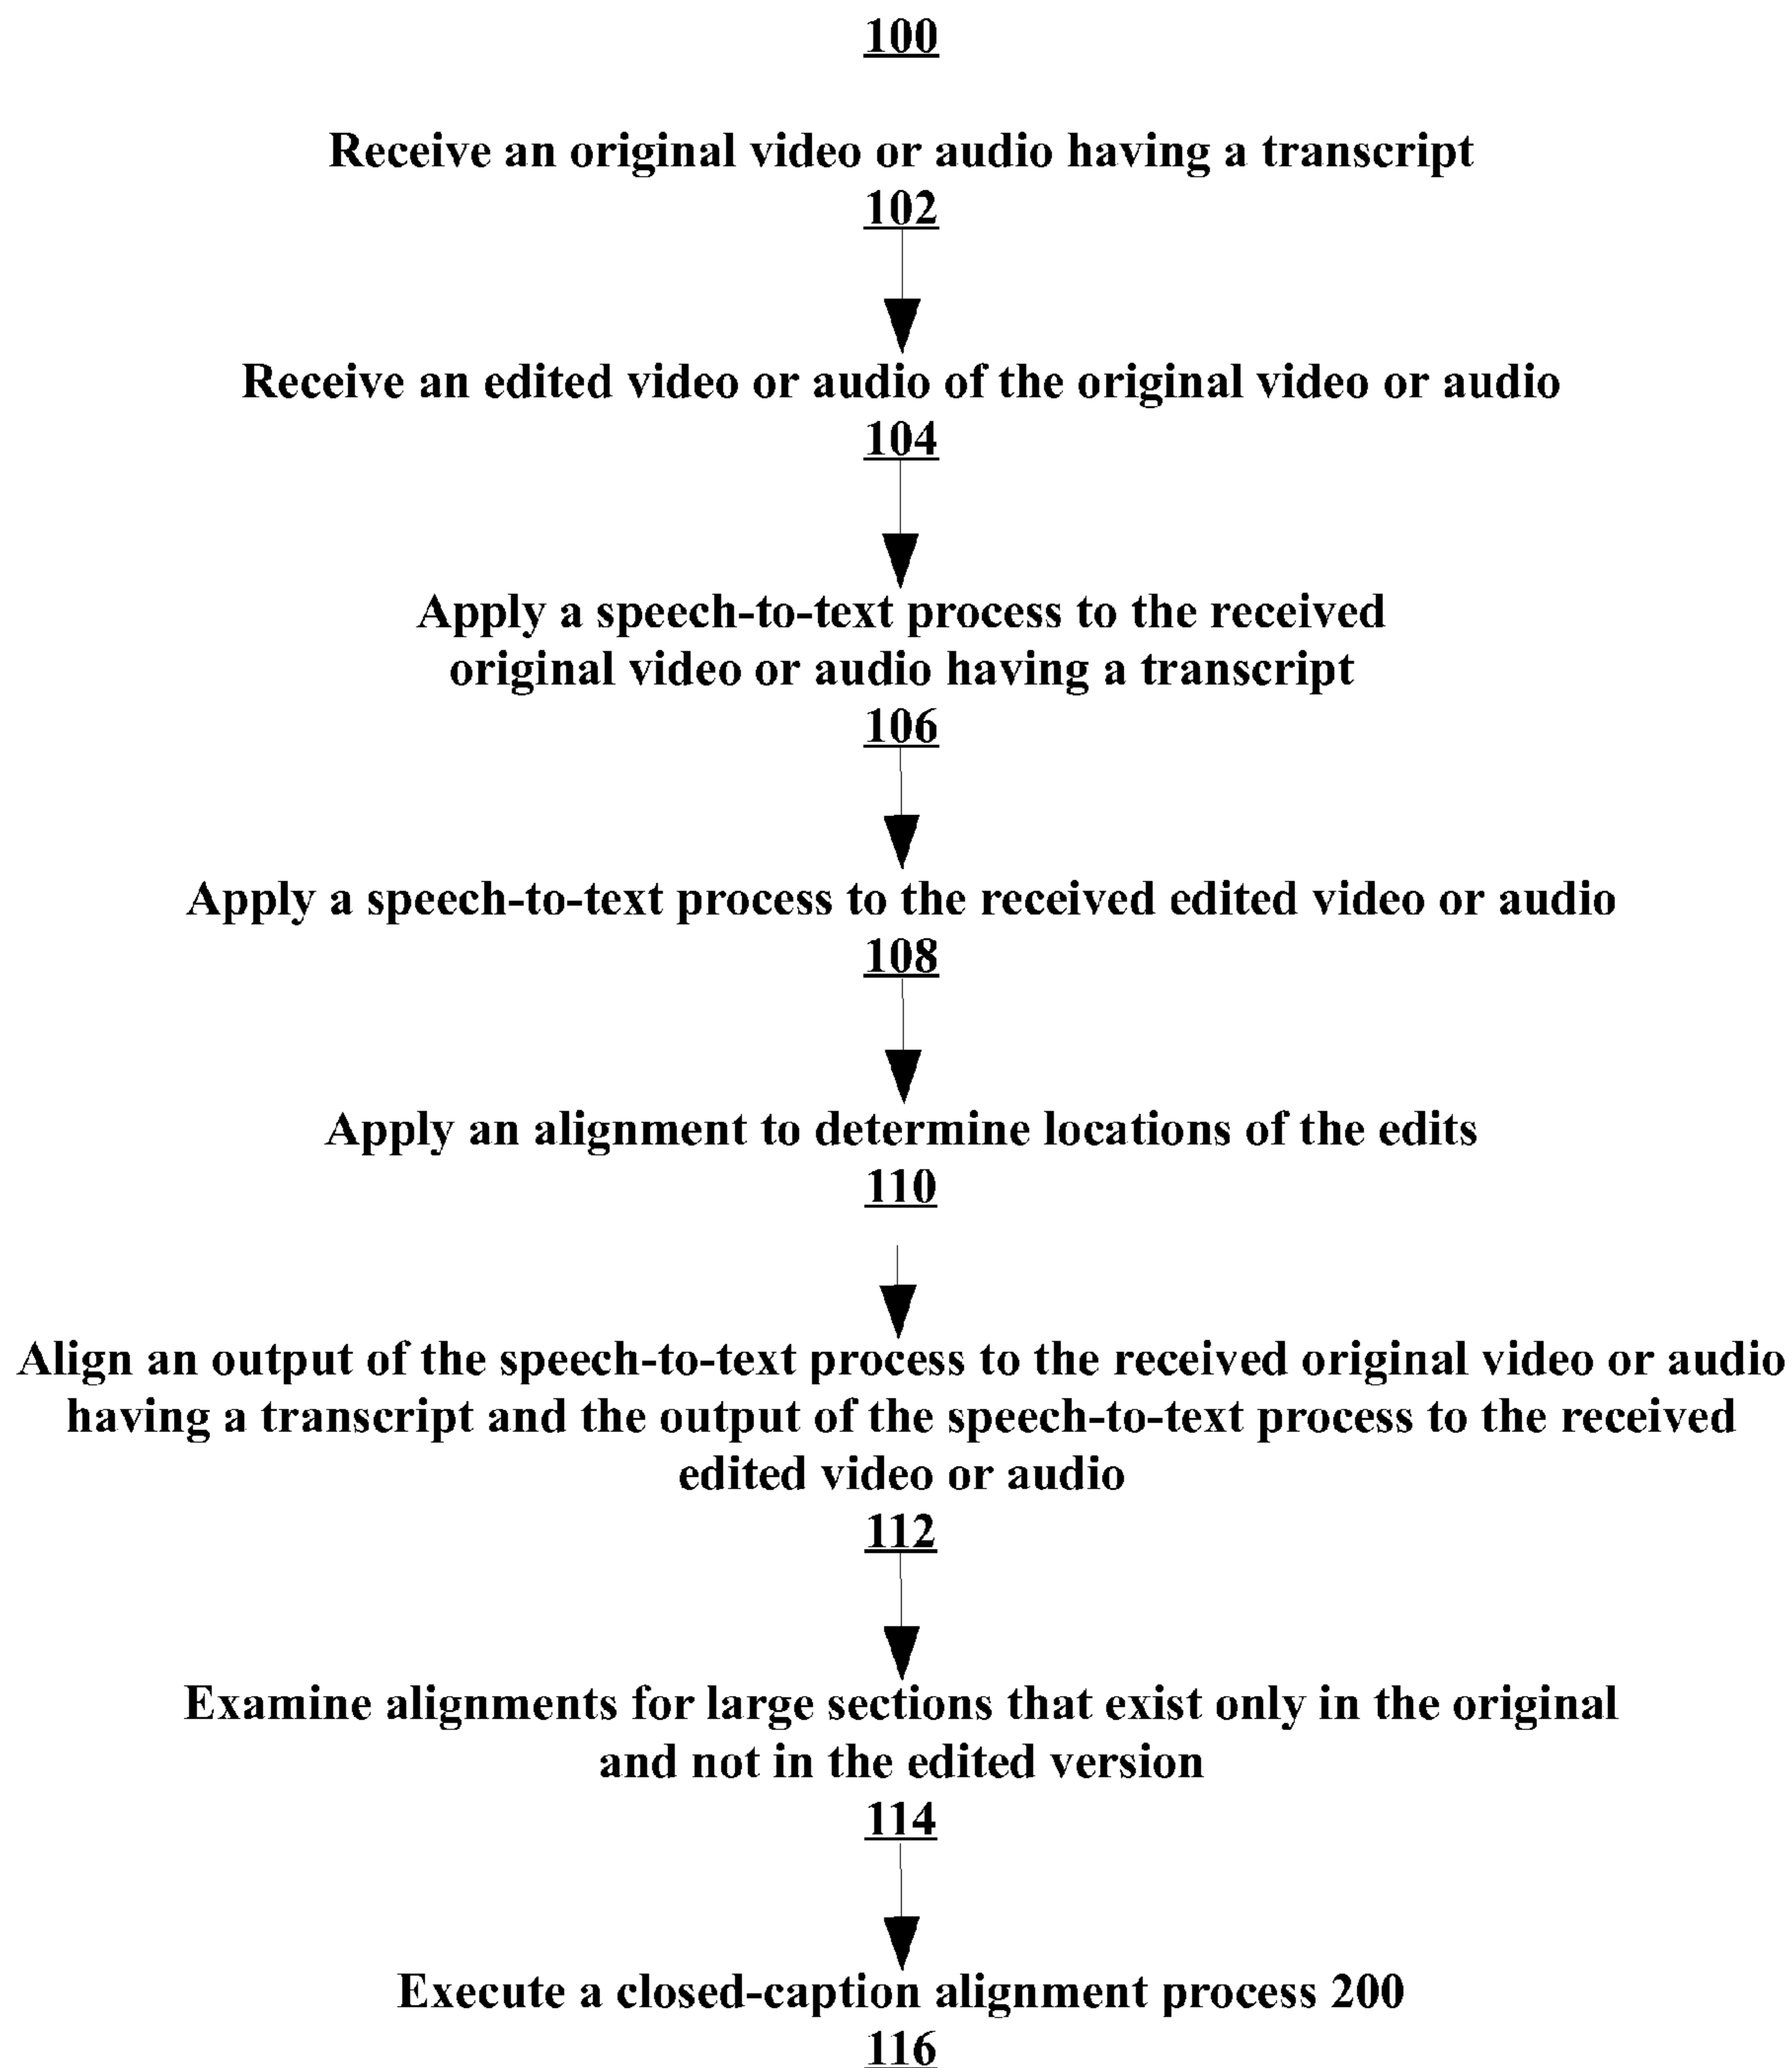 100
Receive an original video or audio having a transcript
102
Receive an edited video or audio of the original video or audio
104
Apply a speech-to-text process to the received
original video or audio having a transcript
106
Apply a speech-to-text process to the received edited video or audio
108
Apply an alignment to determine locations of the edits
110
Align an output of the speech-to-text process to the received original video or audio
having a transcript and the output of the speech-to-text process to the received
edited video or audio
112
Examine alignments for large sections that exist only in the original
and not in the edited version
114
Execute a closed-caption alignment process 200
116